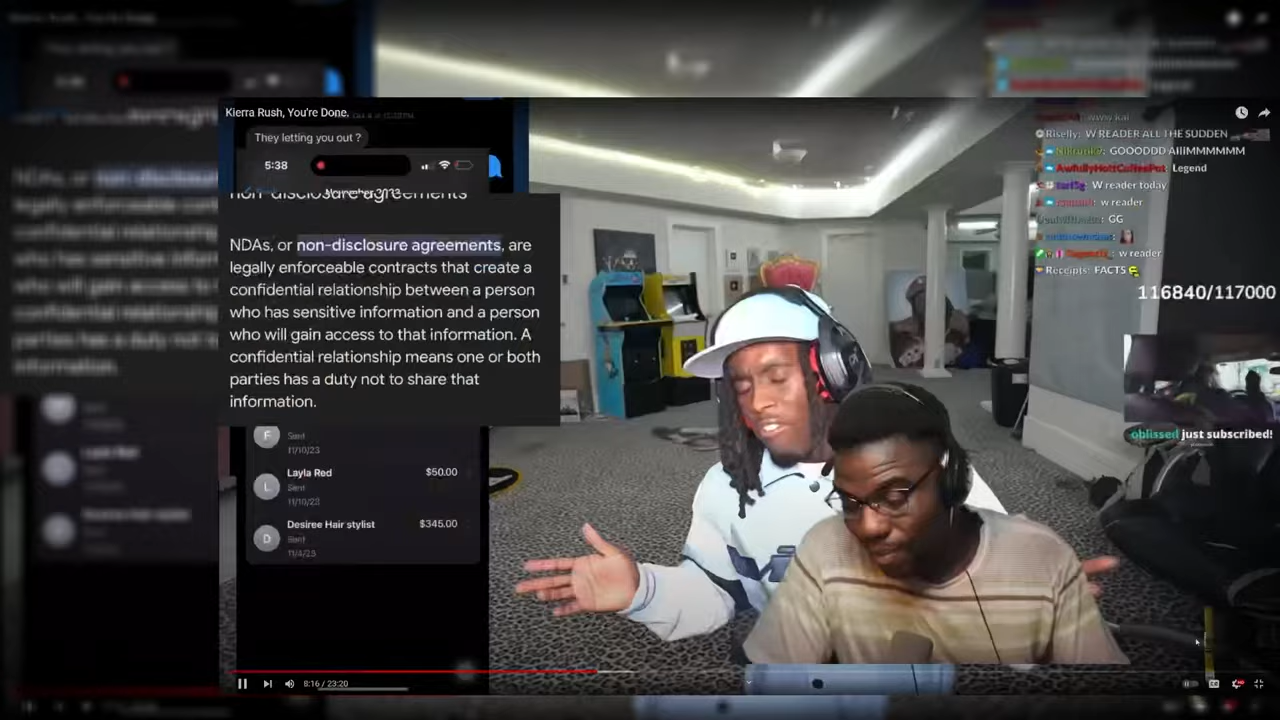 Kierra Rush, You're Done.
They letting you out ?
5:38
November 2023
non-disclosure agreements
NDAs, or non-disclosure agreements, are
legally enforceable contracts that create a
confidential relationship between a person
who has sensitive information and a person
who will gain access to that information. A
confidential relationship means one or both
parties has a duty not to share that
information.
F
Sent
11/10/23
Layla Red
$50.00
L
Sent
11/10/23
Desiree Hair stylist
$345.00
D
Sent
11/4/23
8:16 / 23:20
Riselly: W READER ALL THE SUDDEN
GOOODDD AIIIMMMMMM
AwfullyHottCoffeePot: Legend
W reader today
w reader
GG
w reader
Receipts: FACTS
116840/117000
oblissed just subscribed!